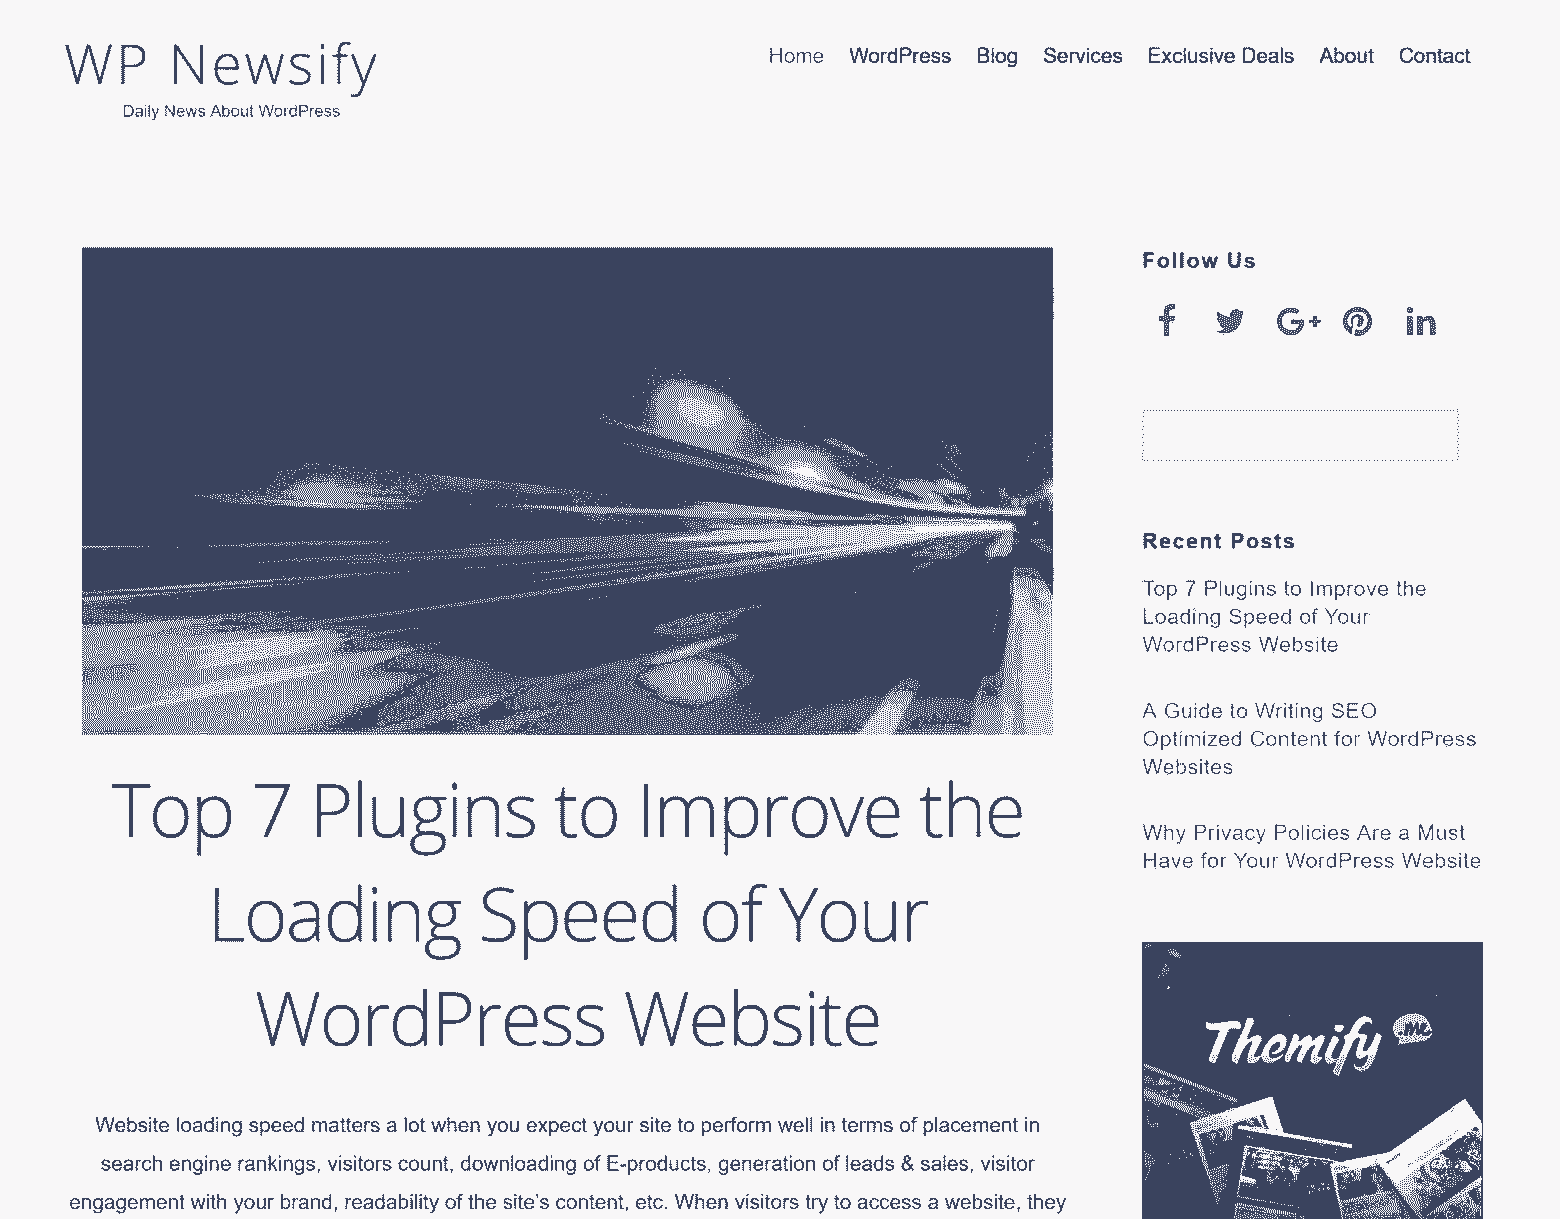 WP Newsify
Daily News About WordPress
Home WordPress Blog Services Exclusive Deals About Contact
Top 7 Plugins to Improve the
Loading Speed of Your
WordPress Website
Website loading speed matters a lot when you expect your site to perform well in terms of placement in
search engine rankings, visitors count, downloading of E-products, generation of leads & sales, visitor
engagement with your brand, readability of the site's content, etc. When visitors try to access a website, they
Follow Us
f G+ in
Recent Posts
Top 7 Plugins to Improve the
Loading Speed of Your
WordPress Website
A Guide to Writing SEO
Optimized Content for WordPress
Websites
Why Privacy Policies Are a Must
Have for Your WordPress Website
Themify
.ME